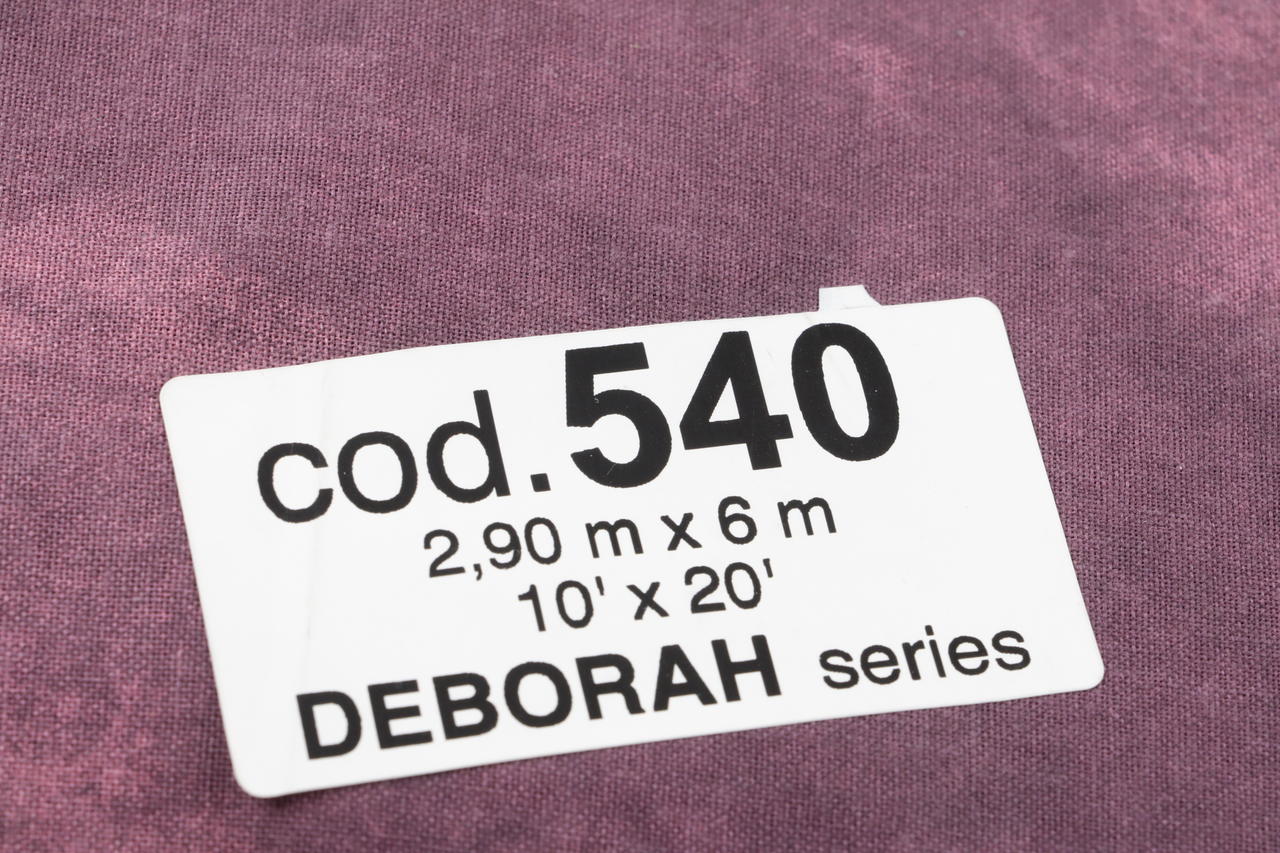 cod. 540
2,90 m x 6 m
10' x 20'
DEBORAH series